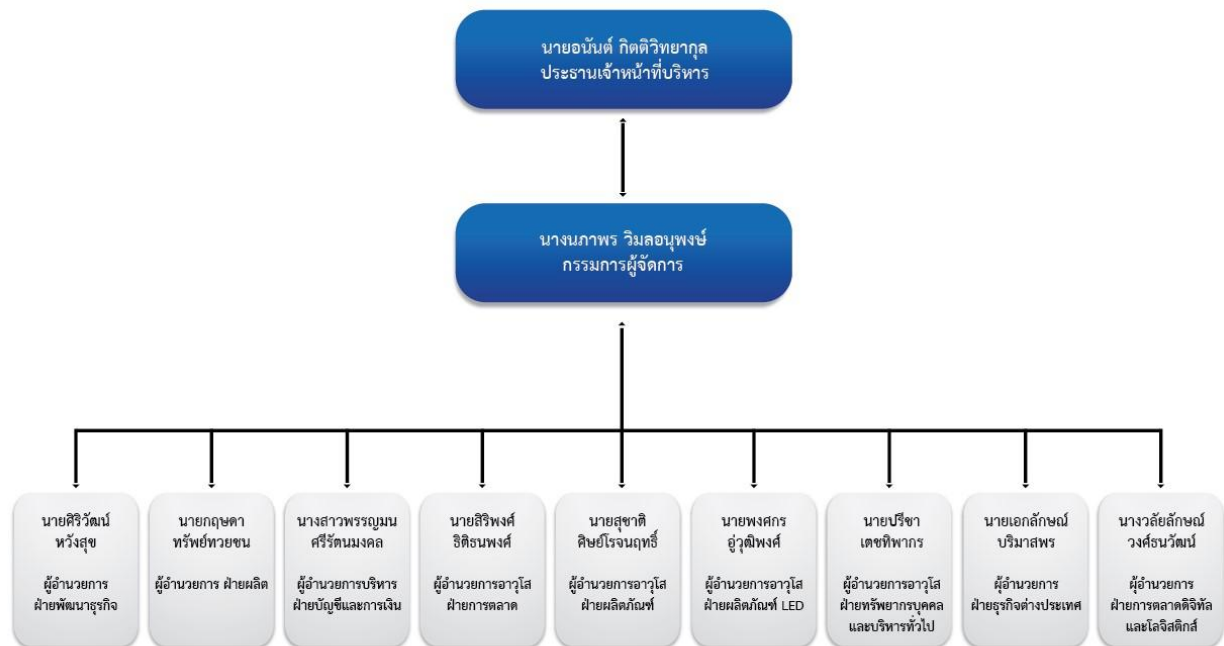 นายอนันต์ กิตติวิทยากุล
ประธานเจ้าหน้าที่บริหาร
นางนภาพร วิมลอนุพงษ์
กรรมการผู้จัดการ
นายศิริวัฒน์
หวังสุข
ผู้อำนวยการ
ฝ่ายพัฒนาธุรกิจ
นายกฤษดา
ทรัพย์ทวยชน
ผู้อำนวยการ ฝ่ายผลิต
นางสาวพรรญมน
ศรีรัตนมงคล
ผู้อำนวยการบริหาร
ฝ่ายบัญชีและการเงิน
นายสิริพงศ์
ธิติธนพงศ์
ผู้อำนวยการอาวุโส
ฝ่ายการตลาด
นายสุชาติ
ศิษย์โรจนฤทธิ์
ผู้อำนวยการอาวุโส
ฝ่ายผลิตภัณฑ์
นายพงศกร
อู่วุฒิพงศ์
ผู้อำนวยการอาวุโส
ฝ่ายผลิตภัณฑ์ LED
นายปรีชา
เตชทิพากร
ผู้อำนวยการอาวุโส
ฝ่ายทรัพยากรบุคคล
และบริหารทั่วไป
นายเอกลักษณ์
บริมาสพร
ผู้อำนวยการ
ฝ่ายธุรกิจต่างประเทศ
นางวลัยลักษณ์
วงศ์ธนวัฒน์
ผู้อำนวยการ
ฝ่ายการตลาดดิจิทัล
และโลจิสติกส์